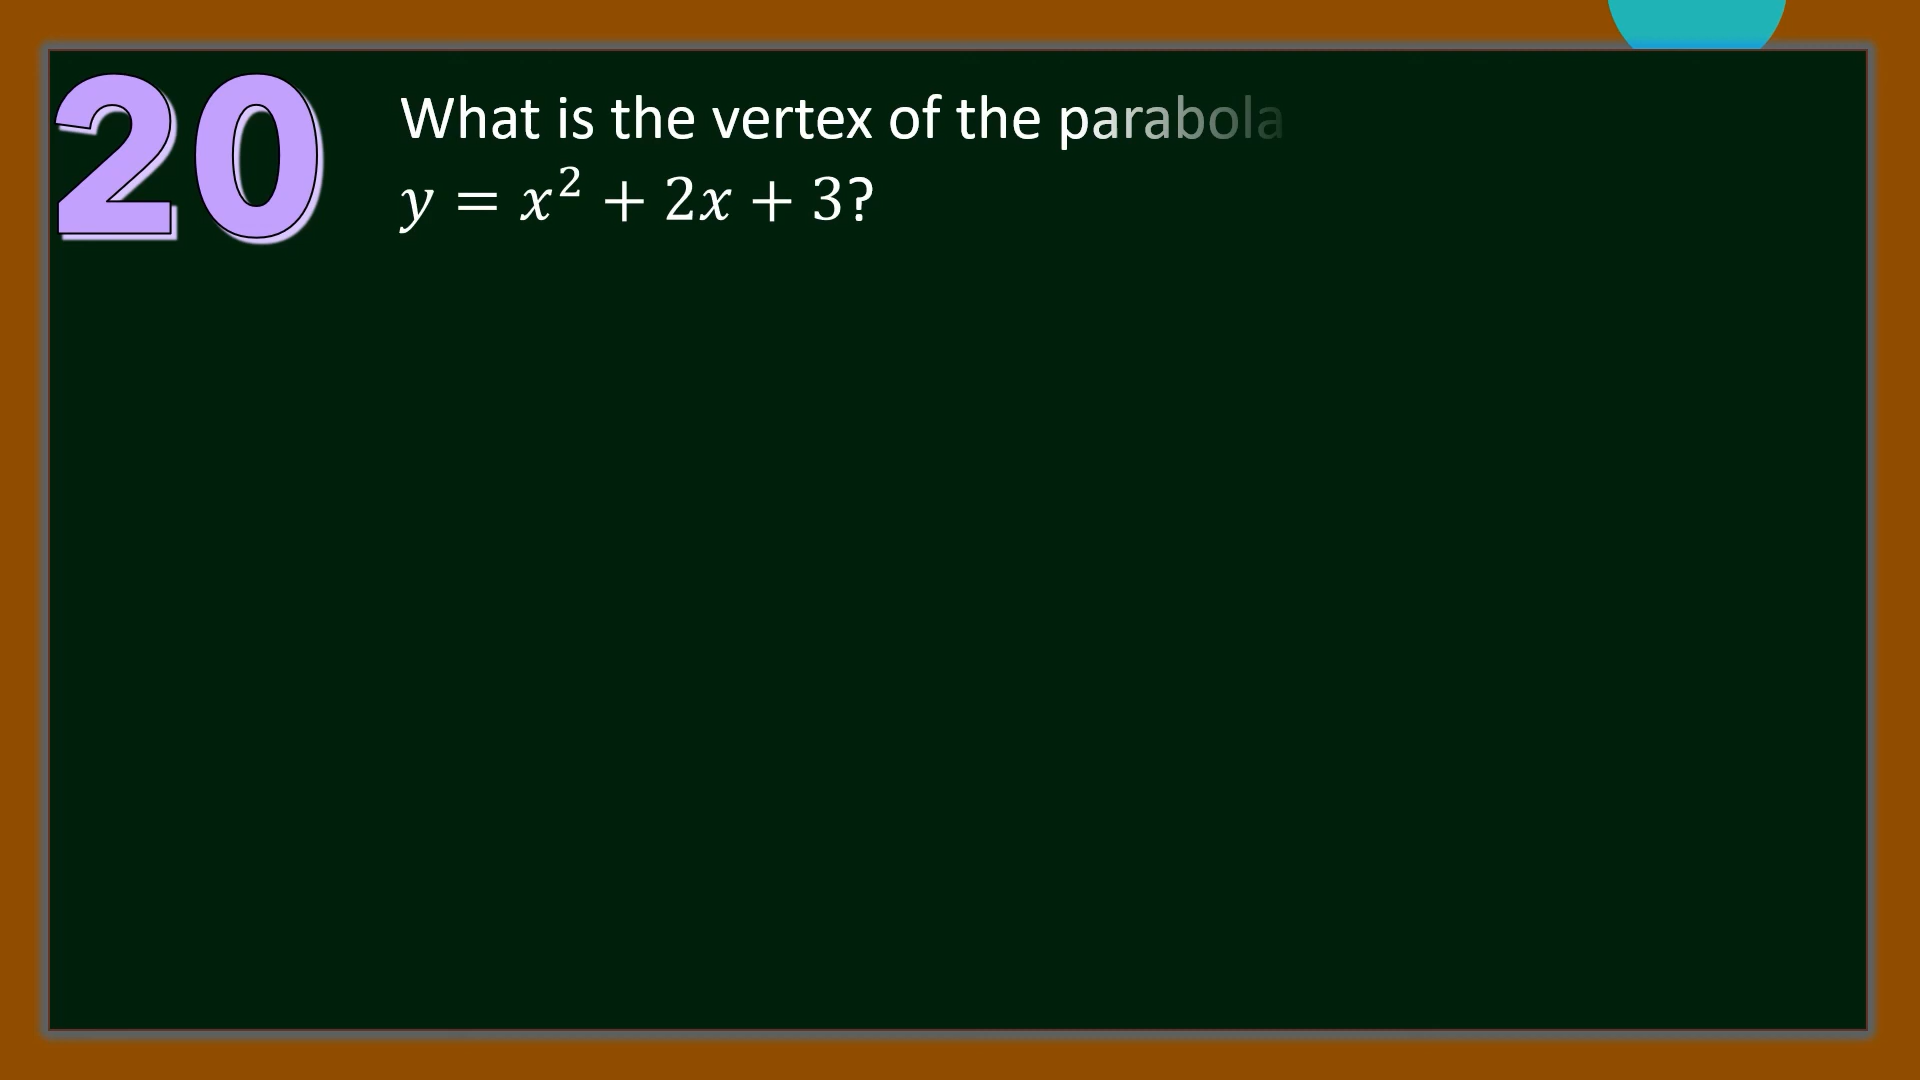 20
What is the vertex of the parabola
y = x² + 2x + 3?